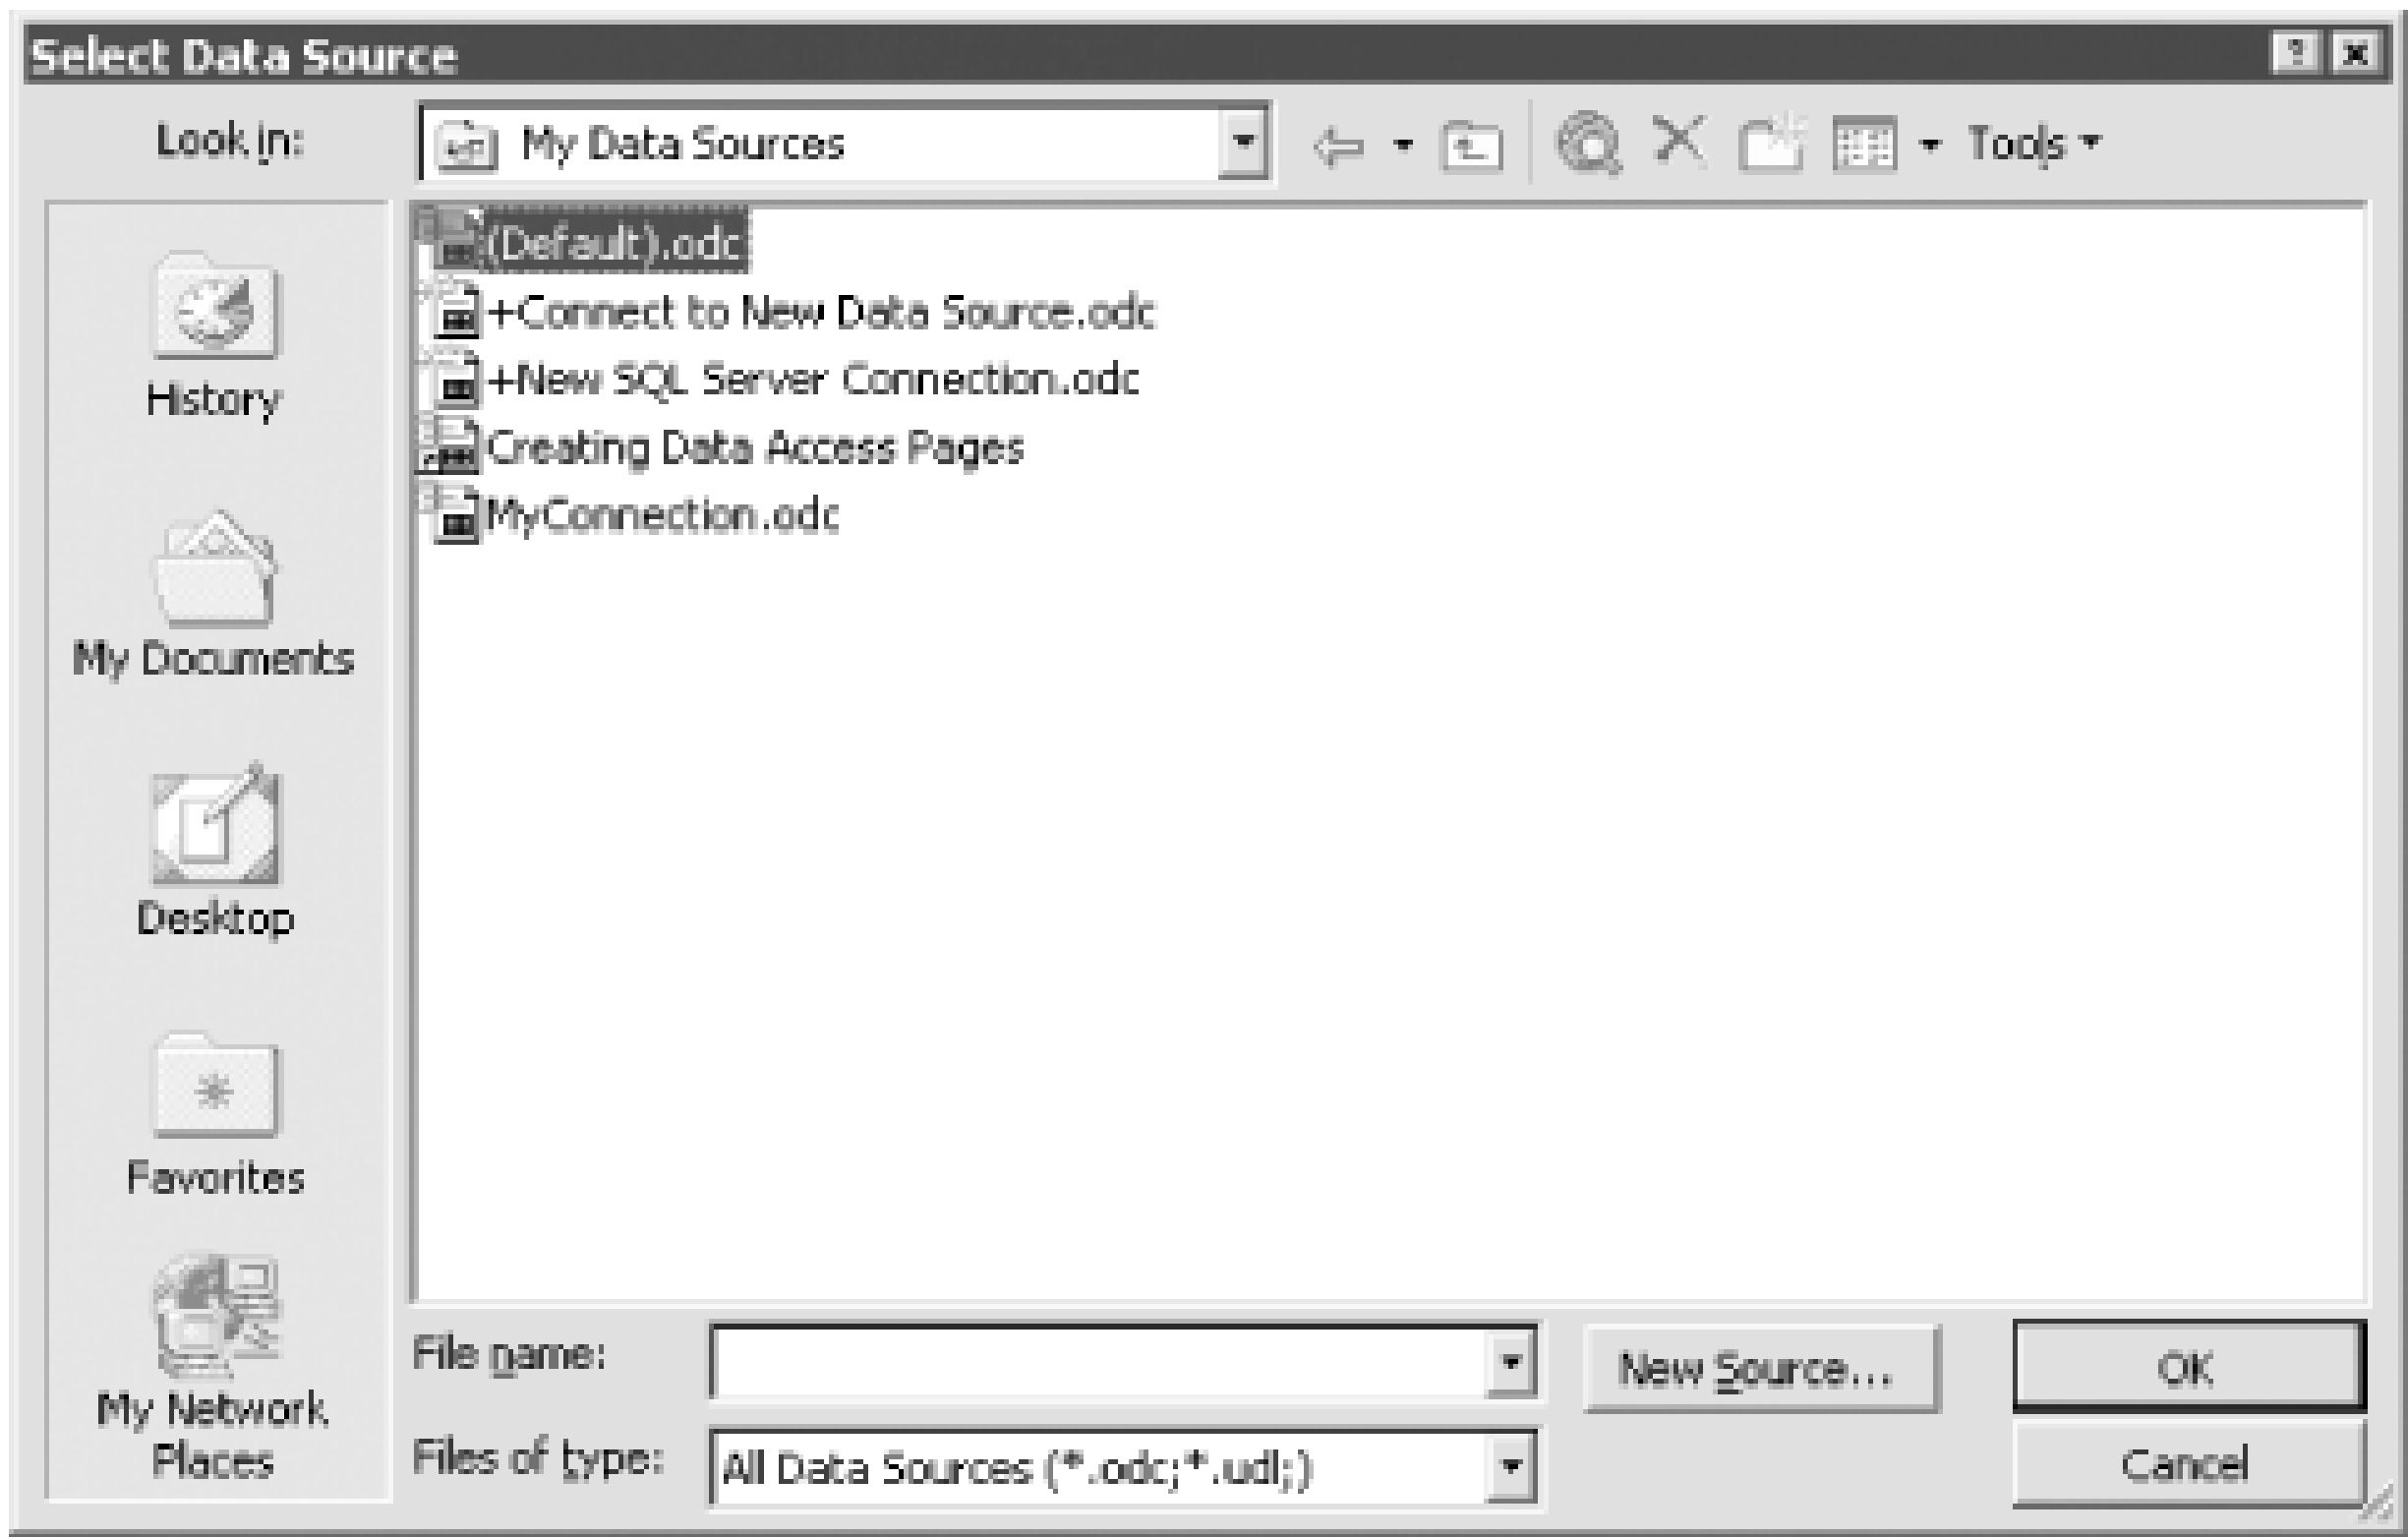 Select Data Source
Look in:
My Data Sources
Tools
(Default).odc
+Connect to New Data Source.odc
+New SQL Server Connection.odc
Creating Data Access Pages
MyConnection.odc
History
My Documents
Desktop
Favorites
My Network
Places
File name:
New Source...
OK
Files of type:
All Data Sources (*.odc;*.udl;)
Cancel